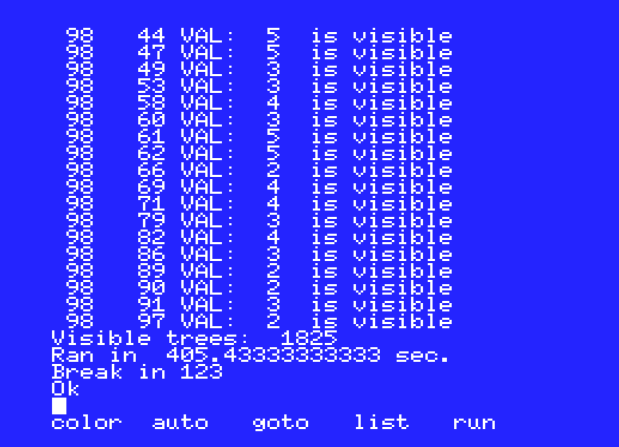 98 44 VAL: 5 is visible
98 47 VAL: 5 is visible
98 49 VAL: 3 is visible
98 53 VAL: 3 is visible
98 58 VAL: 4 is visible
98 60 VAL: 3 is visible
98 61 VAL: 5 is visible
98 62 VAL: 5 is visible
98 66 VAL: 2 is visible
98 69 VAL: 4 is visible
98 71 VAL: 4 is visible
98 79 VAL: 3 is visible
98 82 VAL: 4 is visible
98 86 VAL: 3 is visible
98 89 VAL: 2 is visible
98 90 VAL: 2 is visible
98 91 VAL: 3 is visible
98 97 VAL: 2 is visible
Visible trees: 1825
Ran in 405.43333333333 sec.
Break in 123
Ok
color auto goto list run